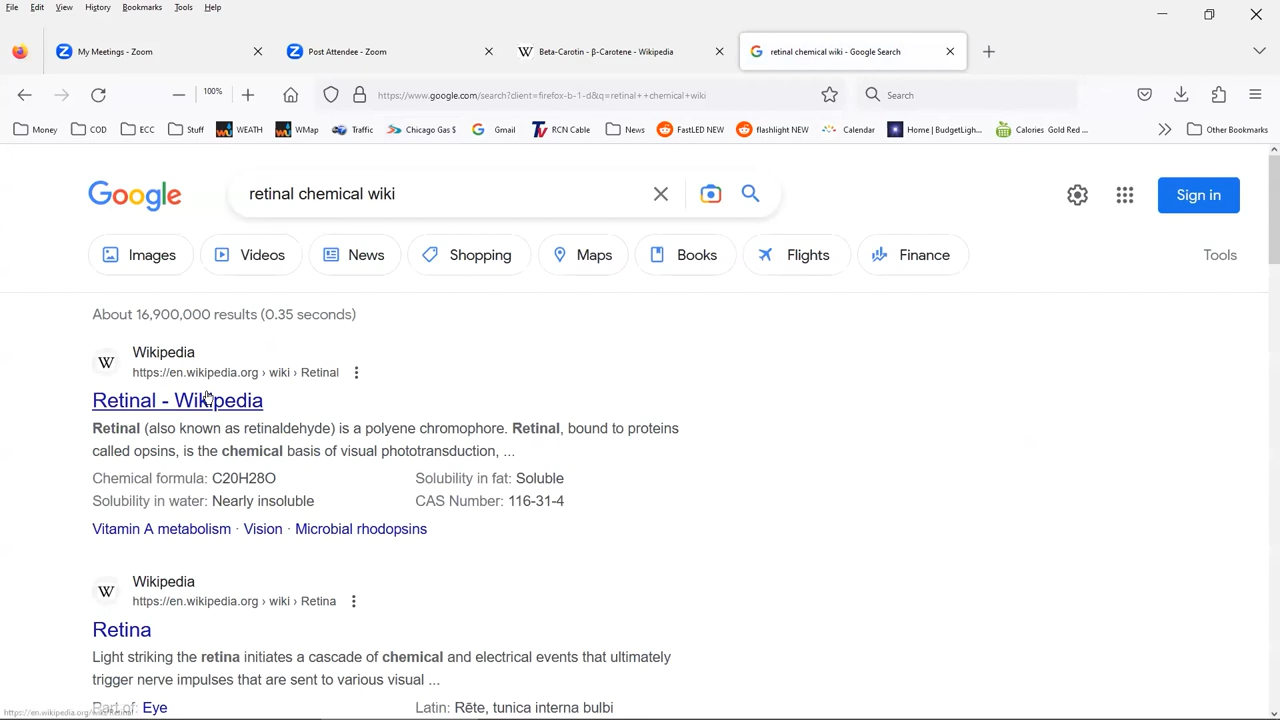 File Edit View History Bookmarks Tools Help
My Meetings - Zoom
Post Attendee - Zoom
W Beta-Carotin - β-Carotene - Wikipedia
retinal chemical wiki - Google Search
100%
https://www.google.com/search?client=firefox-b-1-d&q=retinal++chemical+wiki
Search
Money COD ECC Stuff WEATH WMap Traffic Chicago Gas $ Gmail RCN Cable News FastLED NEW flashlight NEW Calendar Home | BudgetLigh... Calories Gold Red ... Other Bookmarks
Google
retinal chemical wiki
Sign in
Images Videos News Shopping Maps Books Flights Finance
Tools
About 16,900,000 results (0.35 seconds)
W Wikipedia
https://en.wikipedia.org › wiki › Retinal
Retinal - Wikipedia
Retinal (also known as retinaldehyde) is a polyene chromophore. Retinal, bound to proteins
called opsins, is the chemical basis of visual phototransduction, ...
Chemical formula: C20H28O Solubility in fat: Soluble
Solubility in water: Nearly insoluble CAS Number: 116-31-4
Vitamin A metabolism · Vision · Microbial rhodopsins
W Wikipedia
https://en.wikipedia.org › wiki › Retina
Retina
Light striking the retina initiates a cascade of chemical and electrical events that ultimately
trigger nerve impulses that are sent to various visual ...
Part of: Eye Latin: Rēte, tunica interna bulbi
https://en.wikipedia.org/wiki/Retinal